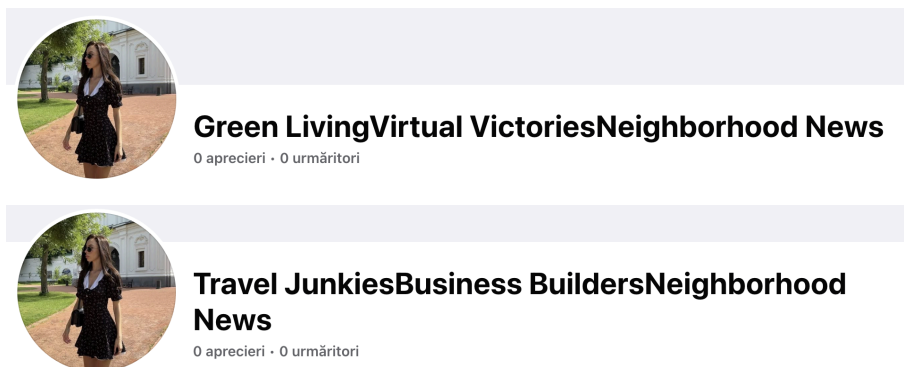 Green LivingVirtual VictoriesNeighborhood News
0 aprecieri • 0 urmăritori
Travel JunkiesBusiness BuildersNeighborhood
News
0 aprecieri • 0 urmăritori